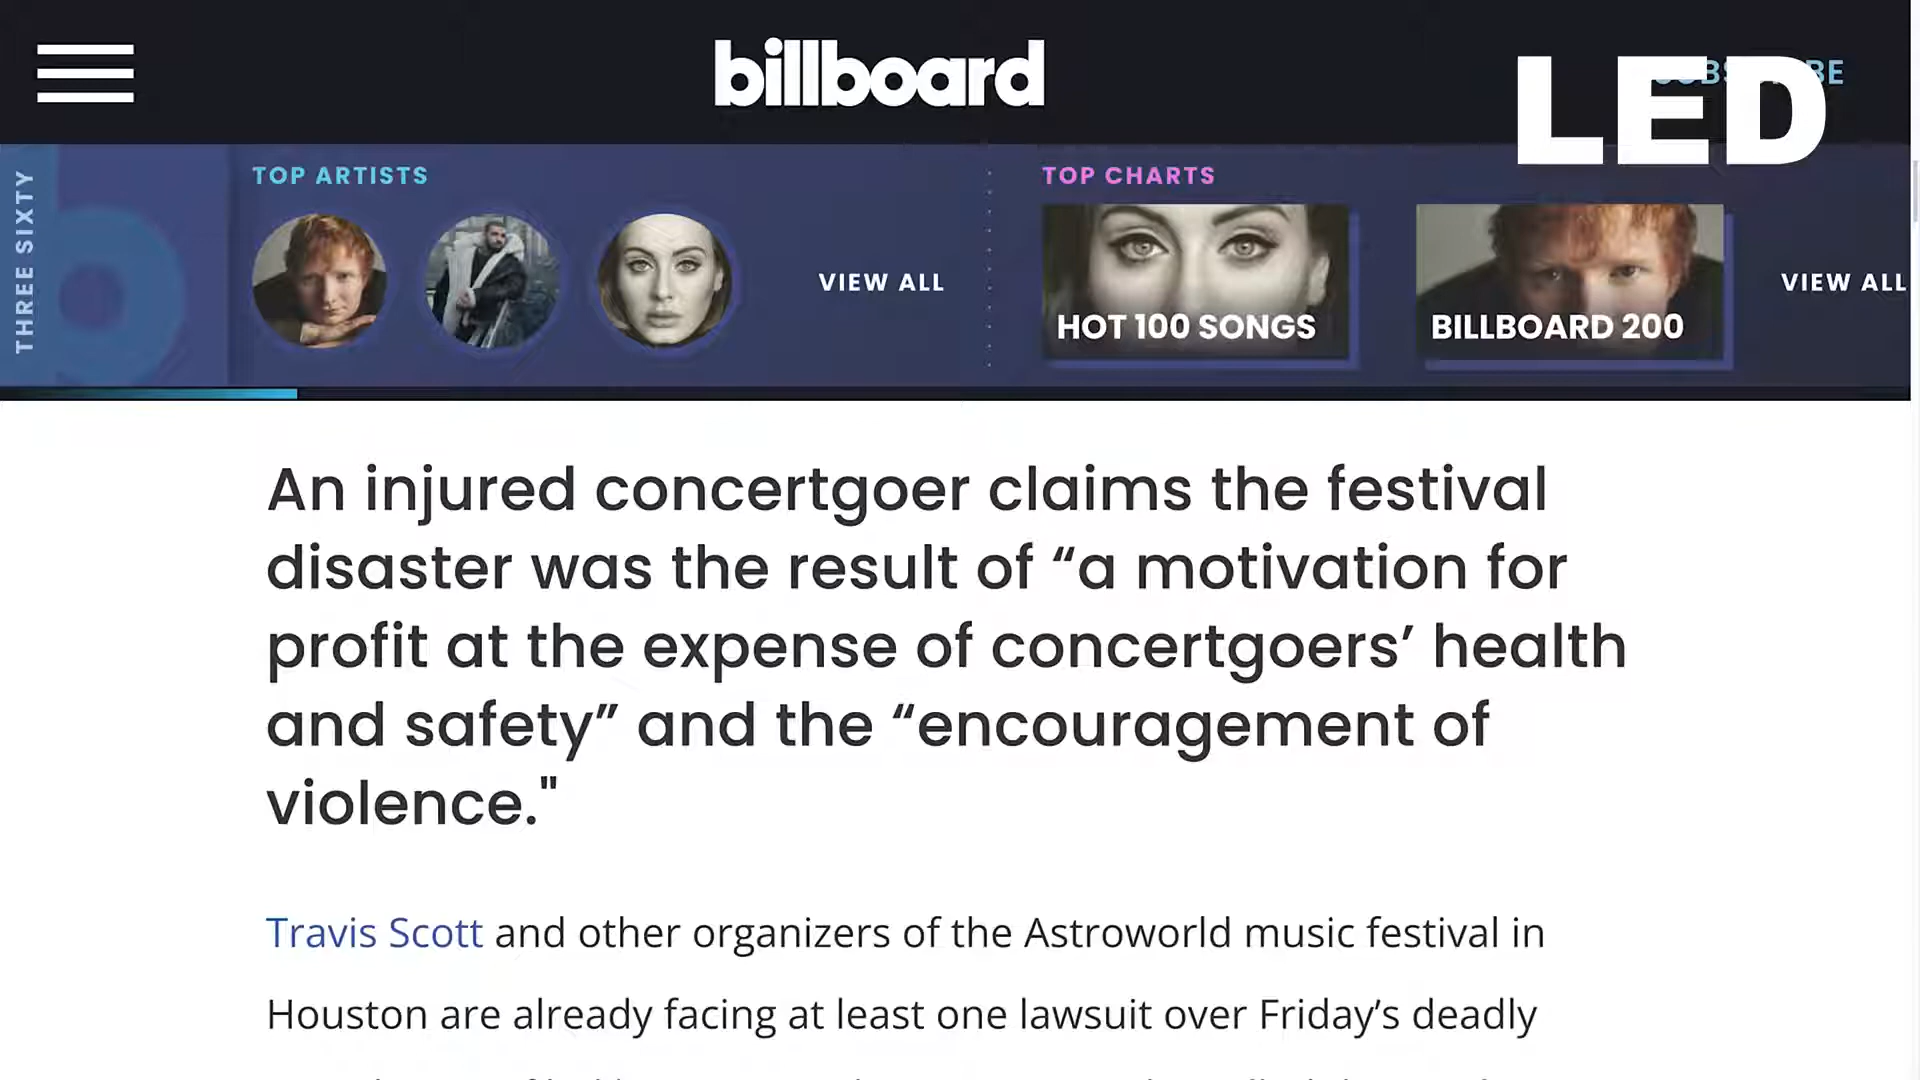 billboard
SUBSCRIBE
LED
THREE SIXTY
TOP ARTISTS
VIEW ALL
TOP CHARTS
HOT 100 SONGS
BILLBOARD 200
VIEW ALL
An injured concertgoer claims the festival
disaster was the result of “a motivation for
profit at the expense of concertgoers’ health
and safety” and the “encouragement of
violence."
Travis Scott and other organizers of the Astroworld music festival in
Houston are already facing at least one lawsuit over Friday’s deadly